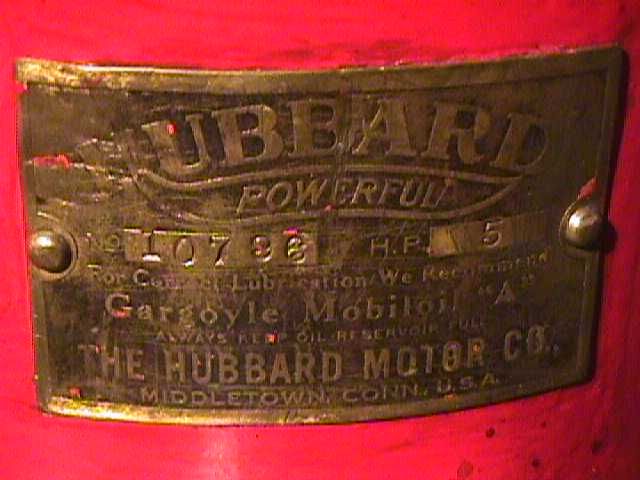 HUBBARD
POWERFUL
NO. 10786 H.P. 5
For Correct Lubrication We Recommend
Gargoyle Mobiloil "A"
ALWAYS KEEP OIL RESERVOIR FULL
THE HUBBARD MOTOR CO.,
MIDDLETOWN, CONN., U.S.A.